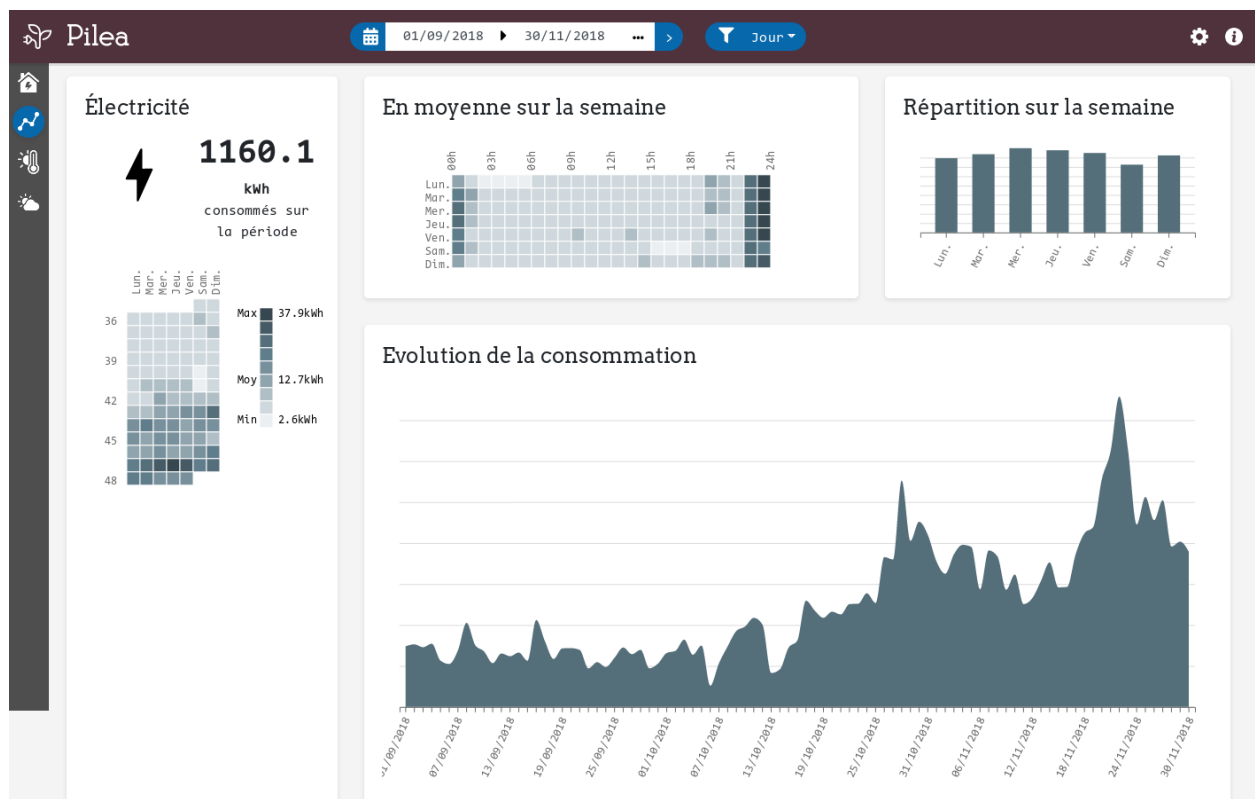 Pilea
01/09/2018
30/11/2018
...
>
Jour
Électricité
1160.1
kWh
consommés sur
la période
Lun.
Mar.
Mer.
Jeu.
Ven.
Sam.
Dim.
36
39
42
45
48
Max 37.9kWh
Moy 12.7kWh
Min 2.6kWh
En moyenne sur la semaine
00h
03h
06h
09h
12h
15h
18h
21h
24h
Lun.
Mar.
Mer.
Jeu.
Ven.
Sam.
Dim.
Répartition sur la semaine
Lun.
Mar.
Mer.
Jeu.
Ven.
Sam.
Dim.
Evolution de la consommation
1/09/2018
07/09/2018
13/09/2018
19/09/2018
25/09/2018
01/10/2018
07/10/2018
13/10/2018
19/10/2018
25/10/2018
31/10/2018
06/11/2018
12/11/2018
18/11/2018
24/11/2018
30/11/2018